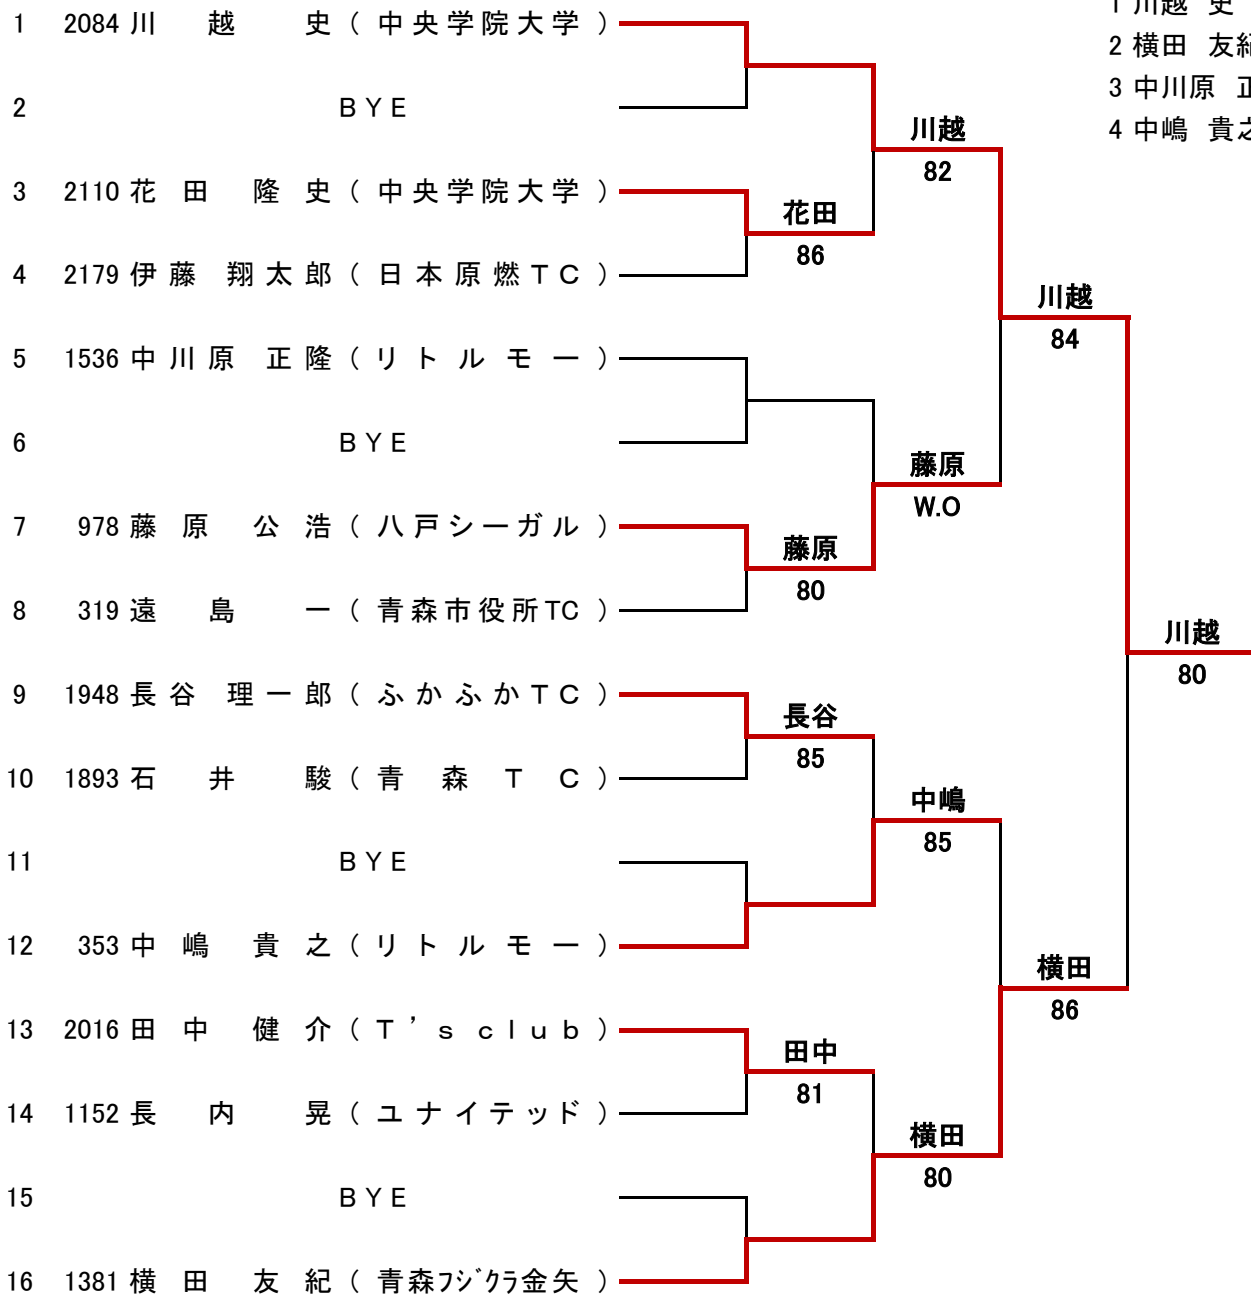 1 2084 川越 史 ( 中央学院大学 )
2 BYE
3 2110 花田 隆史 ( 中央学院大学 )
4 2179 伊藤 翔太郎 ( 日本原燃TC )
5 1536 中川原 正隆 ( リトルモー )
6 BYE
7 978 藤原 公浩 ( 八戸シーガル )
8 319 遠島 一 ( 青森市役所TC )
9 1948 長谷 理一郎 ( ふかふかTC )
10 1893 石井 駿 ( 青森TC )
11 BYE
12 353 中嶋 貴之 ( リトルモー )
13 2016 田中 健介 ( T's club )
14 1152 長内 晃 ( ユナイテッド )
15 BYE
16 1381 横田 友紀 ( 青森フジクラ金矢 )
花田
86
藤原
80
長谷
85
田中
81
川越
82
藤原
W.O
中嶋
85
横田
80
川越
84
横田
86
川越
80
1 川越 史
2 横田 友紀
3 中川原 正
4 中嶋 貴之